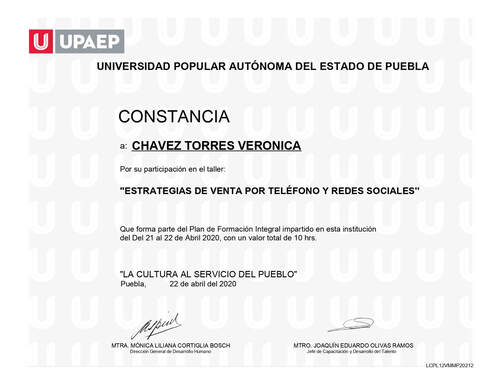 UPAEP
UNIVERSIDAD POPULAR AUTÓNOMA DEL ESTADO DE PUEBLA
CONSTANCIA
a: CHAVEZ TORRES VERONICA
Por su participación en el taller:
"ESTRATEGIAS DE VENTA POR TELÉFONO Y REDES SOCIALES"
Que forma parte del Plan de Formación Integral impartido en esta institución
del Del 21 al 22 de Abril 2020, con un valor total de 10 hrs.
"LA CULTURA AL SERVICIO DEL PUEBLO"
Puebla, 22 de abril del 2020
MTRA. MÓNICA LILIANA CORTIGLIA BOSCH MTRO. JOAQUÍN EDUARDO OLIVAS RAMOS
Dirección General de Desarrollo Humano Jefe de Capacitación y Desarrollo del Talento
LCPL12VMMP20212